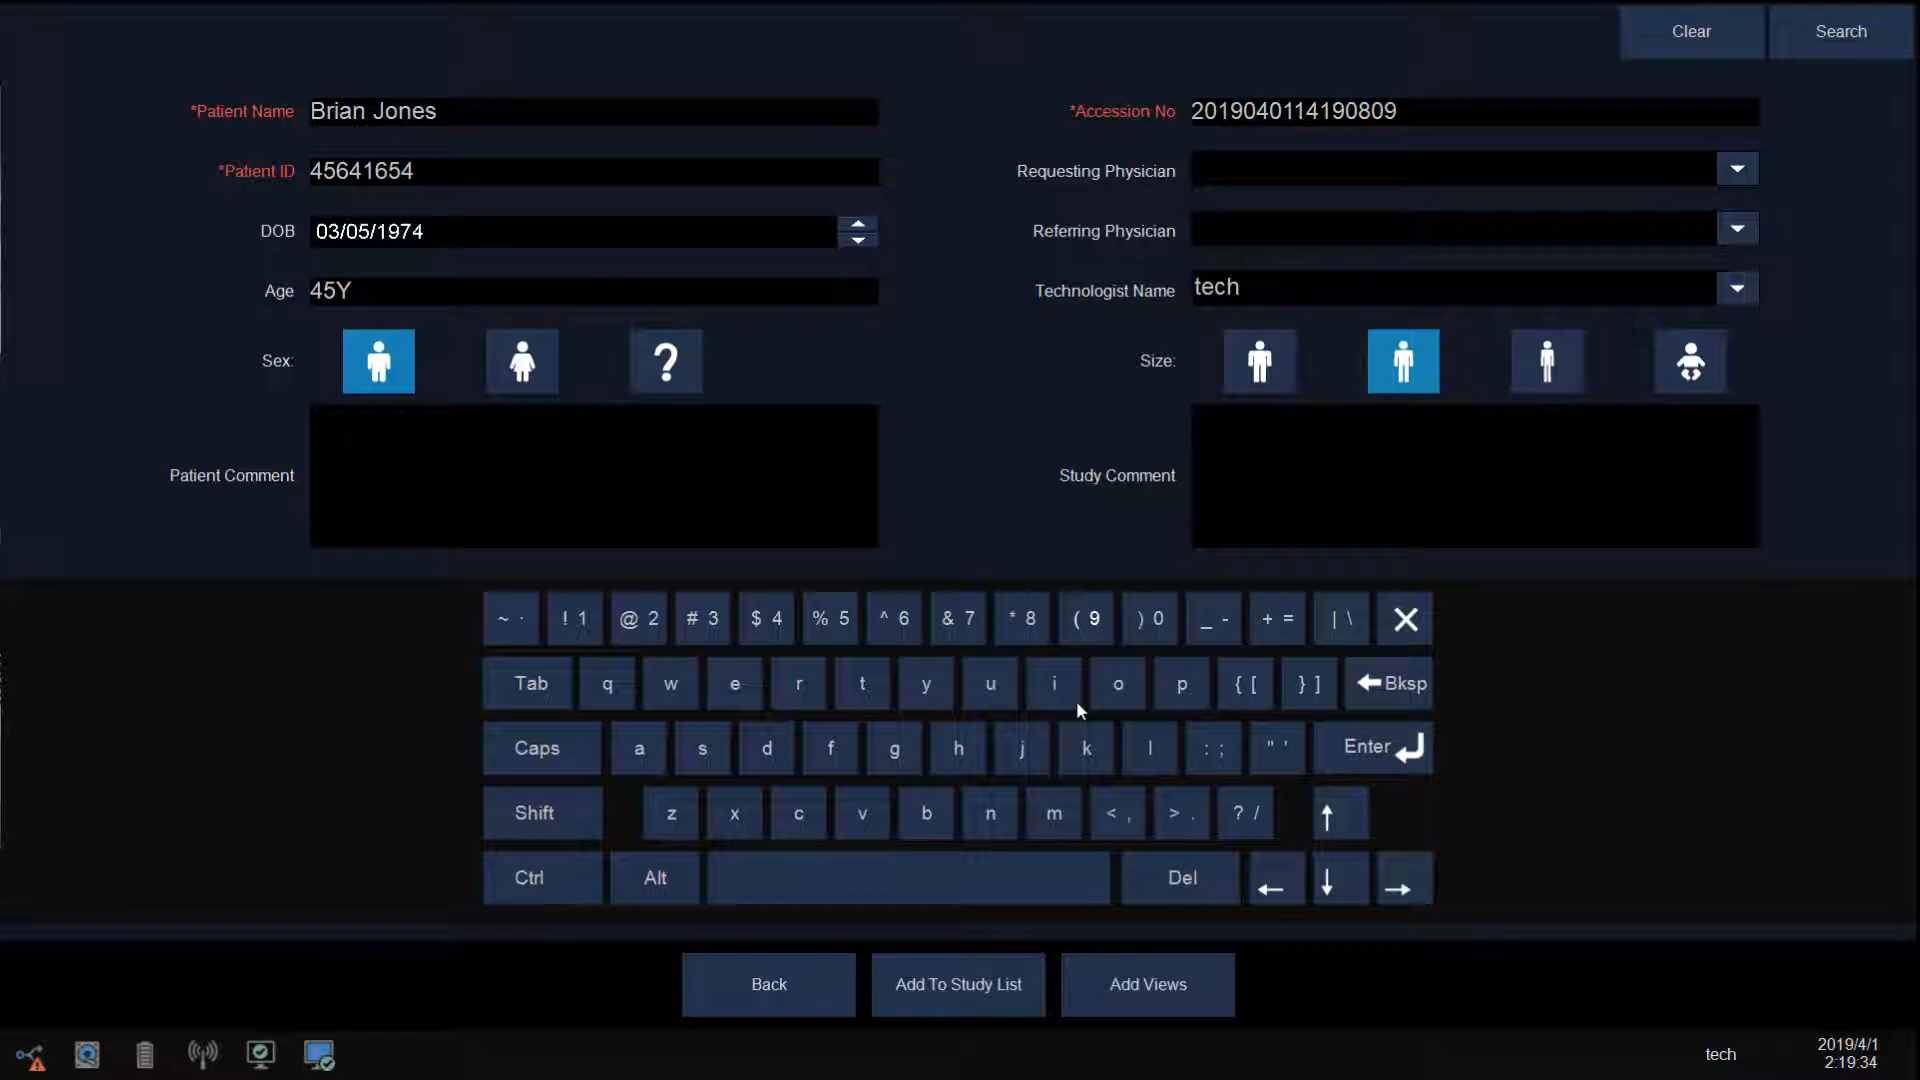 Clear Search
*Patient Name Brian Jones *Accession No 2019040114190809
*Patient ID 45641654 Requesting Physician
DOB 03/05/1974 Referring Physician
Age 45Y Technologist Name tech
Sex: ? Size:
Patient Comment Study Comment
~ · ! 1 @ 2 # 3 $ 4 % 5 ^ 6 & 7 * 8 ( 9 ) 0 _ - + = | \
Tab q w e r t y u i o p { [ } ] Bksp
Caps a s d f g h j k l : ; " ' Enter
Shift z x c v b n m < , > . ? /
Ctrl Alt Del
Back Add To Study List Add Views
tech 2019/4/1
2:19:34